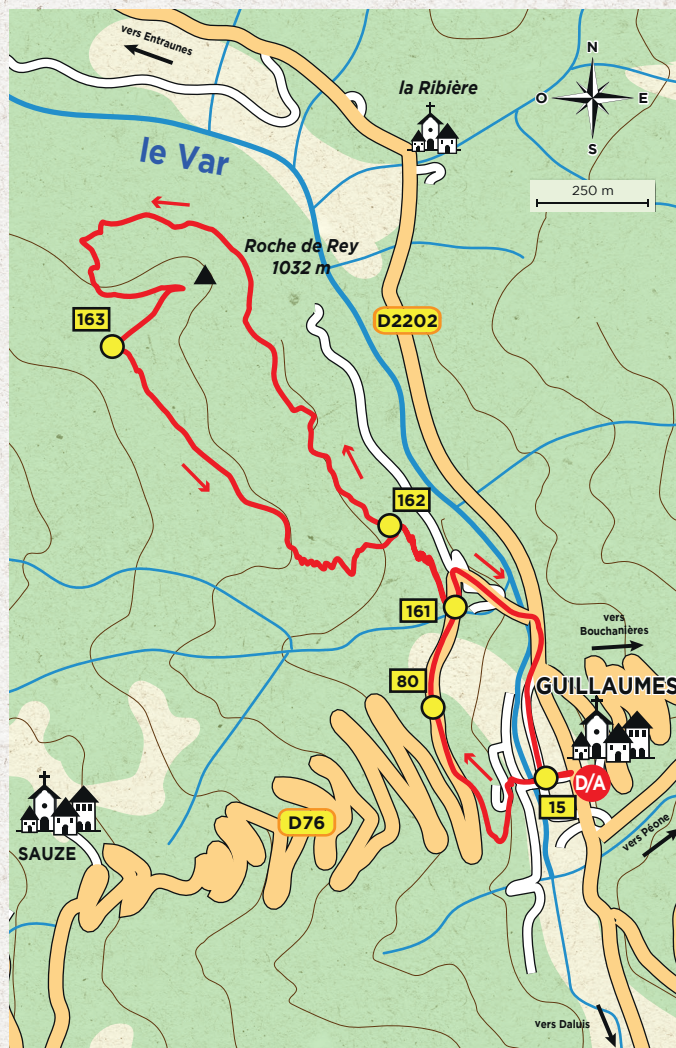 vers Entraunes
la Ribière
N
O
E
S
le Var
250 m
Roche de Rey
1032 m
163
D2202
162
161
vers
Bouchanières
80
GUILLAUMES
D/A
15
D76
vers Péone
SAUZE
vers Daluis